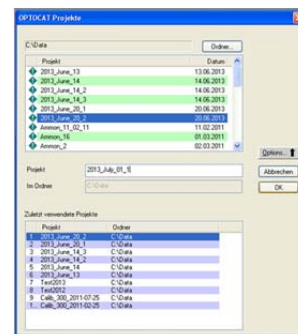 OPTOCAT Projekte
C:\Data
Ordner...
Projekt Datum
2013_June_13 13.06.2013
2013_June_14 14.06.2013
2013_June_14_2 14.06.2013
2013_June_14_3 14.06.2013
2013_June_20_1 20.06.2013
2013_June_20_2 20.06.2013
Ammon_11_02_11 11.02.2011
Ammon_16 01.03.2011
Ammon_2 02.03.2011
Options...
Projekt 2013_July_01_1
Abbrechen
Im Ordner C:\Data
OK
Zuletzt verwendete Projekte
Projekt Ordner
1 2013_June_20_2 C:\Data
2 2013_June_20_1 C:\Data
3 2013_June_14_3 C:\Data
4 2013_June_14_2 C:\Data
5 2013_June_14 C:\Data
6 2013_June_13 C:\Data
7 Test2013 C:\Data
8 Test2012 C:\Data
9 Calib_300_2011-07-25 C:\Data
1... Calib_300_2011-02-25 C:\Data